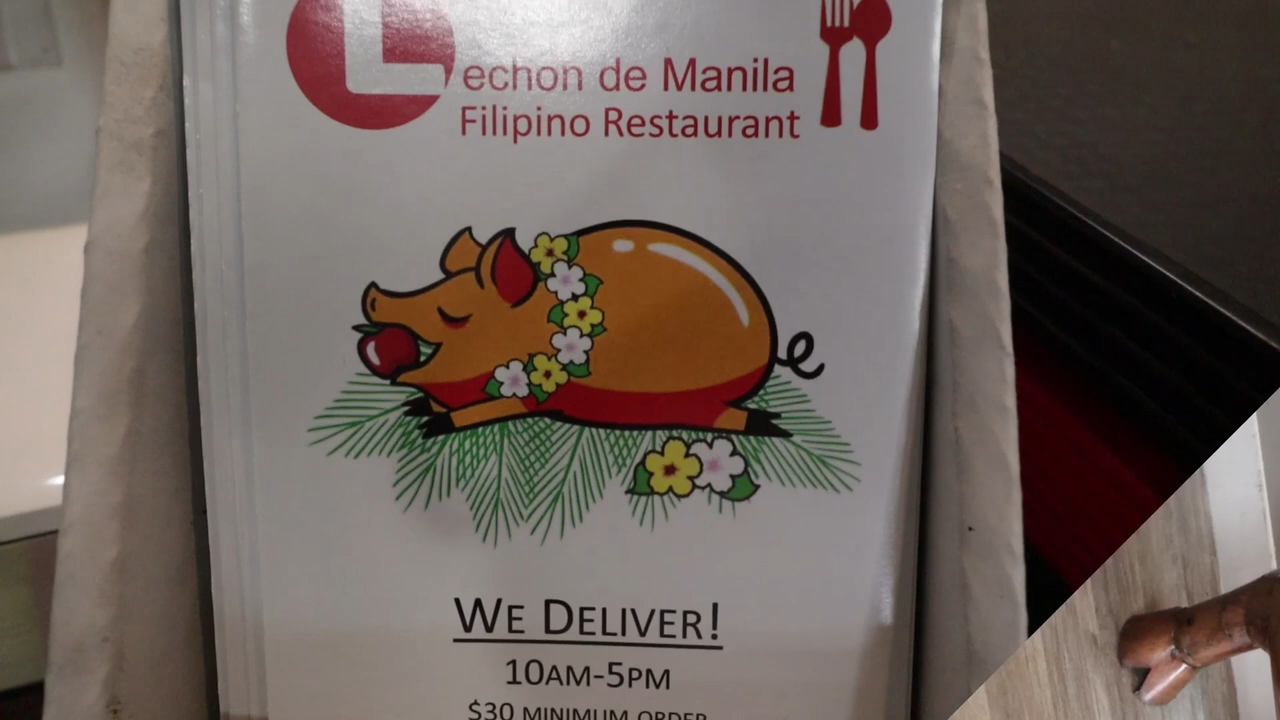 Lechon de Manila
Filipino Restaurant
WE DELIVER!
10AM-5PM
$30 MINIMUM ORDER